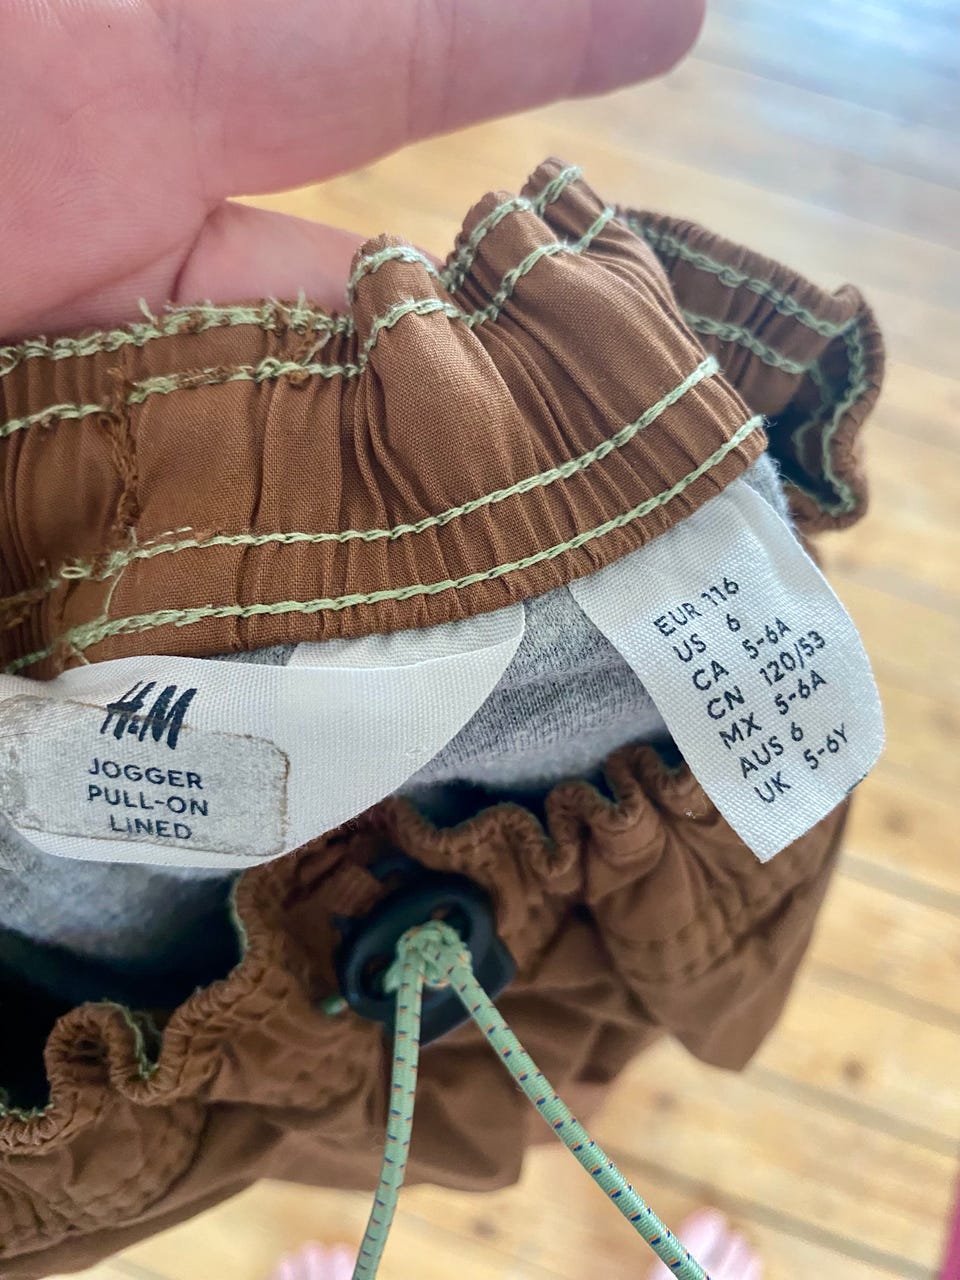 H&M
JOGGER
PULL-ON
LINED
EUR 116
US 6
CA 5-6A
CN 120/53
MX 5-6A
AUS 6
UK 5-6Y